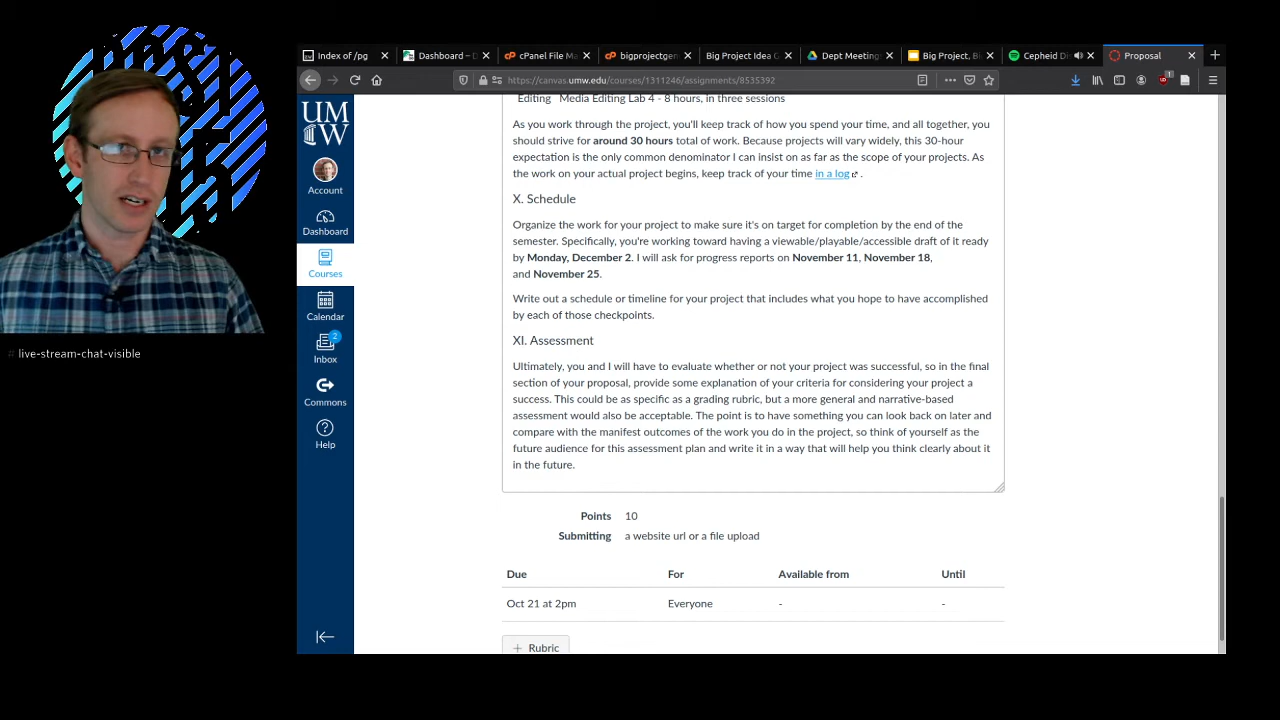 Index of /pg
Dashboard – D
cPanel File Ma
bigprojectgen
Big Project Idea G
Dept Meetings
Big Project, Bi
Cepheid Di
Proposal
https://canvas.umw.edu/courses/1311246/assignments/8535392
1
UMW
Account
Dashboard
Courses
Calendar
2
Inbox
Commons
Help
# live-stream-chat-visible
Editing Media Editing Lab 4 - 8 hours, in three sessions
As you work through the project, you'll keep track of how you spend your time, and all together, you
should strive for around 30 hours total of work. Because projects will vary widely, this 30-hour
expectation is the only common denominator I can insist on as far as the scope of your projects. As
the work on your actual project begins, keep track of your time in a log .
X. Schedule
Organize the work for your project to make sure it's on target for completion by the end of the
semester. Specifically, you're working toward having a viewable/playable/accessible draft of it ready
by Monday, December 2. I will ask for progress reports on November 11, November 18,
and November 25.
Write out a schedule or timeline for your project that includes what you hope to have accomplished
by each of those checkpoints.
XI. Assessment
Ultimately, you and I will have to evaluate whether or not your project was successful, so in the final
section of your proposal, provide some explanation of your criteria for considering your project a
success. This could be as specific as a grading rubric, but a more general and narrative-based
assessment would also be acceptable. The point is to have something you can look back on later and
compare with the manifest outcomes of the work you do in the project, so think of yourself as the
future audience for this assessment plan and write it in a way that will help you think clearly about it
in the future.
Points 10
Submitting a website url or a file upload
Due For Available from Until
Oct 21 at 2pm Everyone - -
+ Rubric